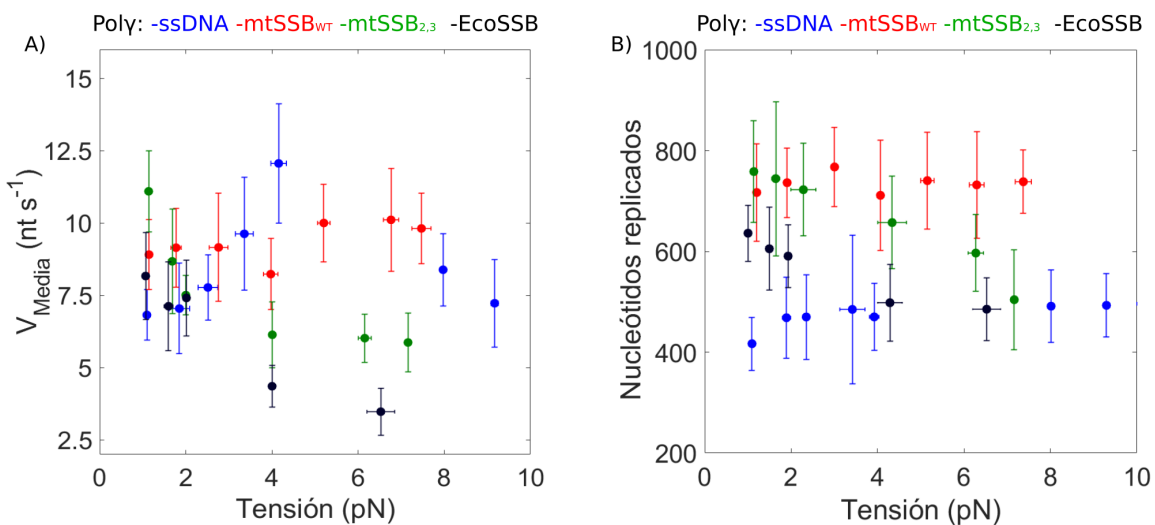 Polγ: -ssDNA -mtSSBWT -mtSSB2,3 -EcoSSB
A)
15
12.5
10
7.5
5
2.5
VMedia (nt s-1)
0 2 4 6 8 10
Tensión (pN)
Polγ: -ssDNA -mtSSBWT -mtSSB2,3 -EcoSSB
B)
1000
800
600
400
200
Nucleótidos replicados
0 2 4 6 8 10
Tensión (pN)